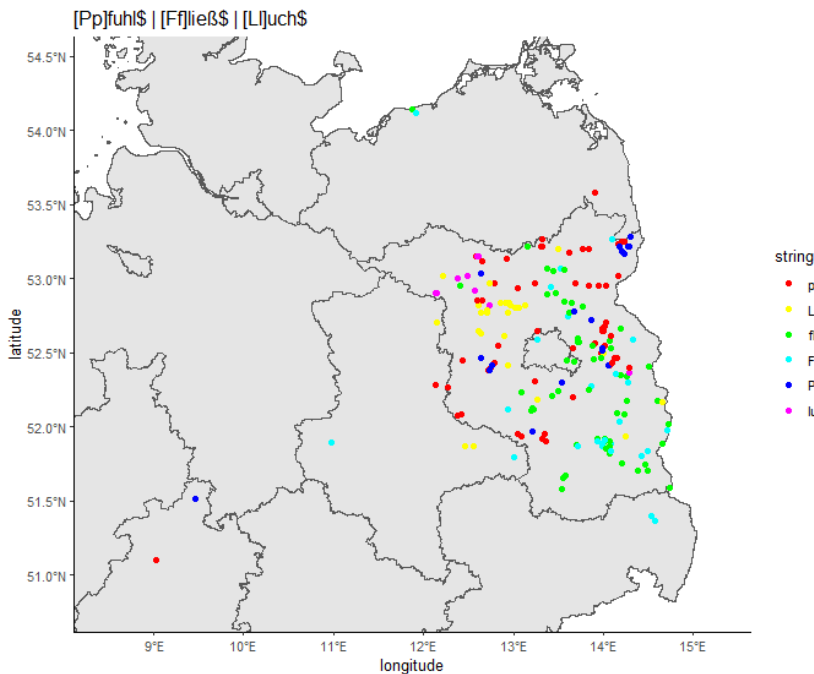 [Pp]fuhl$ | [Ff]ließ$ | [Ll]uch$
54.5°N
54.0°N
53.5°N
53.0°N
52.5°N
52.0°N
51.5°N
51.0°N
latitude
9°E
10°E
11°E
12°E
13°E
14°E
15°E
longitude
string
p
L
fl
F
P
lu